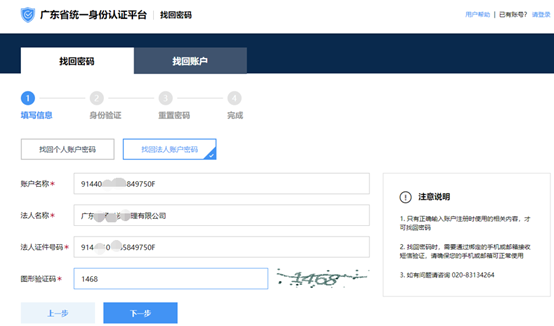 广东省统一身份认证平台 | 找回密码
用户帮助 | 已有账号？ 请登录
找回密码 找回账户
1 2 3 4
填写信息 身份验证 重置密码 完成
找回个人账户密码 找回法人账户密码
账户名称* 91440 849750F
法人名称* 广东 理有限公司
法人证件号码* 914 0 849750F
图形验证码* 1468 1468
上一步 下一步
注意说明
1. 只有正确输入账户注册时使用的相关内容，才
可找回密码
2. 找回密码时，需要通过绑定的手机或邮箱接收
短信验证，请确保您的手机或邮箱可正常使用
3. 如有问题请咨询 020-83134264